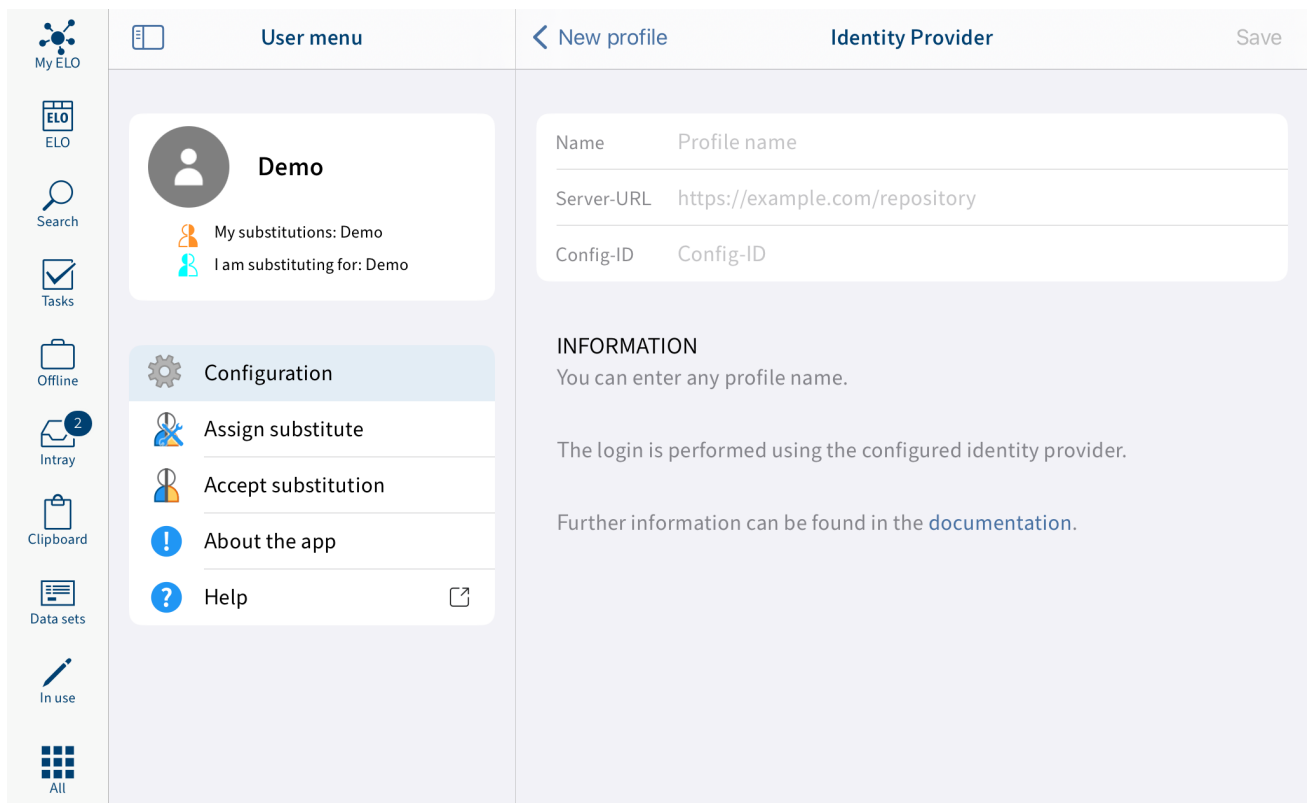 My ELO
ELO
ELO
Search
Tasks
Offline
2
Intray
Clipboard
Data sets
In use
All
User menu
Demo
My substitutions: Demo
I am substituting for: Demo
Configuration
Assign substitute
Accept substitution
! About the app
? Help
New profile Identity Provider Save
Name Profile name
Server-URL https://example.com/repository
Config-ID Config-ID
INFORMATION
You can enter any profile name.
The login is performed using the configured identity provider.
Further information can be found in the documentation.